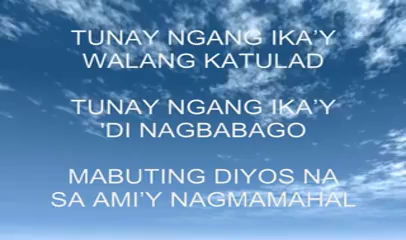 TUNAY NGANG IKA'Y
WALANG KATULAD
TUNAY NGANG IKA'Y
'DI NAGBABAGO
MABUTING DIYOS NA
SA AMI'Y NAGMAMAHAL